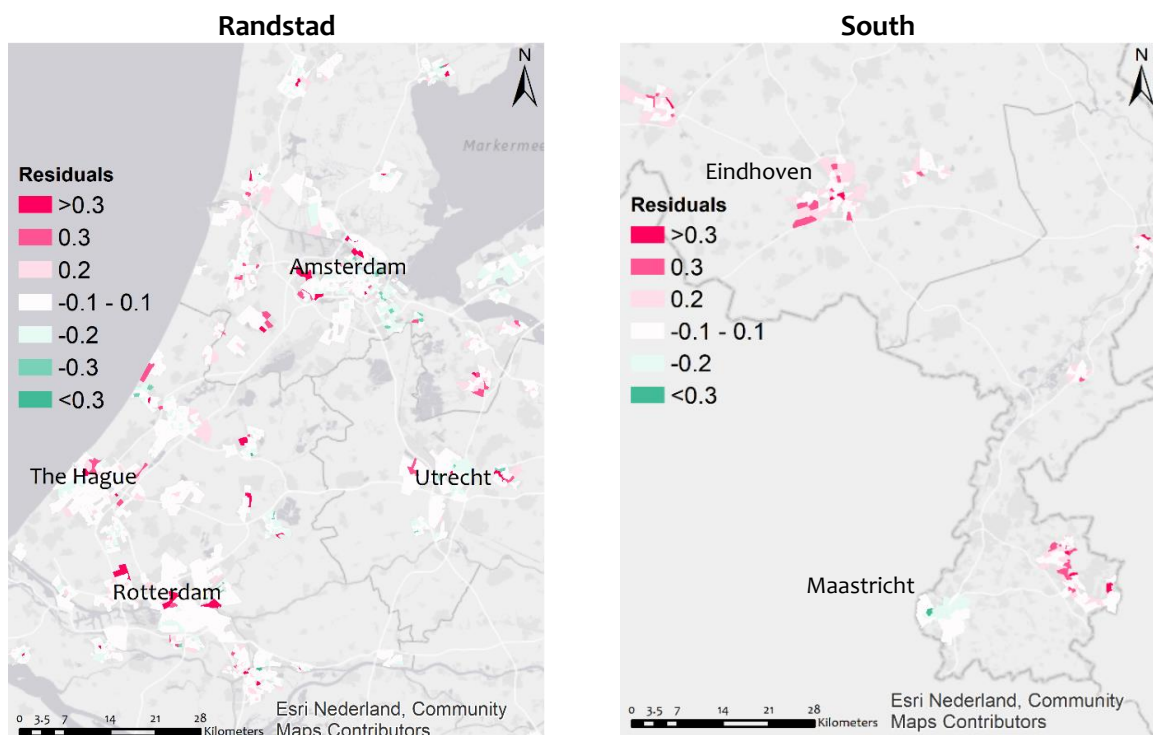 Randstad
N
Markermee
Residuals
>0.3
0.3
0.2
-0.1 - 0.1
-0.2
-0.3
<0.3
Amsterdam
The Hague
Utrecht
Rotterdam
0 3.5 7 14 21 28
Kilometers
Esri Nederland, Community
Maps Contributors
South
N
Eindhoven
Residuals
>0.3
0.3
0.2
-0.1 - 0.1
-0.2
<0.3
Maastricht
0 3.5 7 14 21 28
Kilometers
Esri Nederland, Community
Maps Contributors